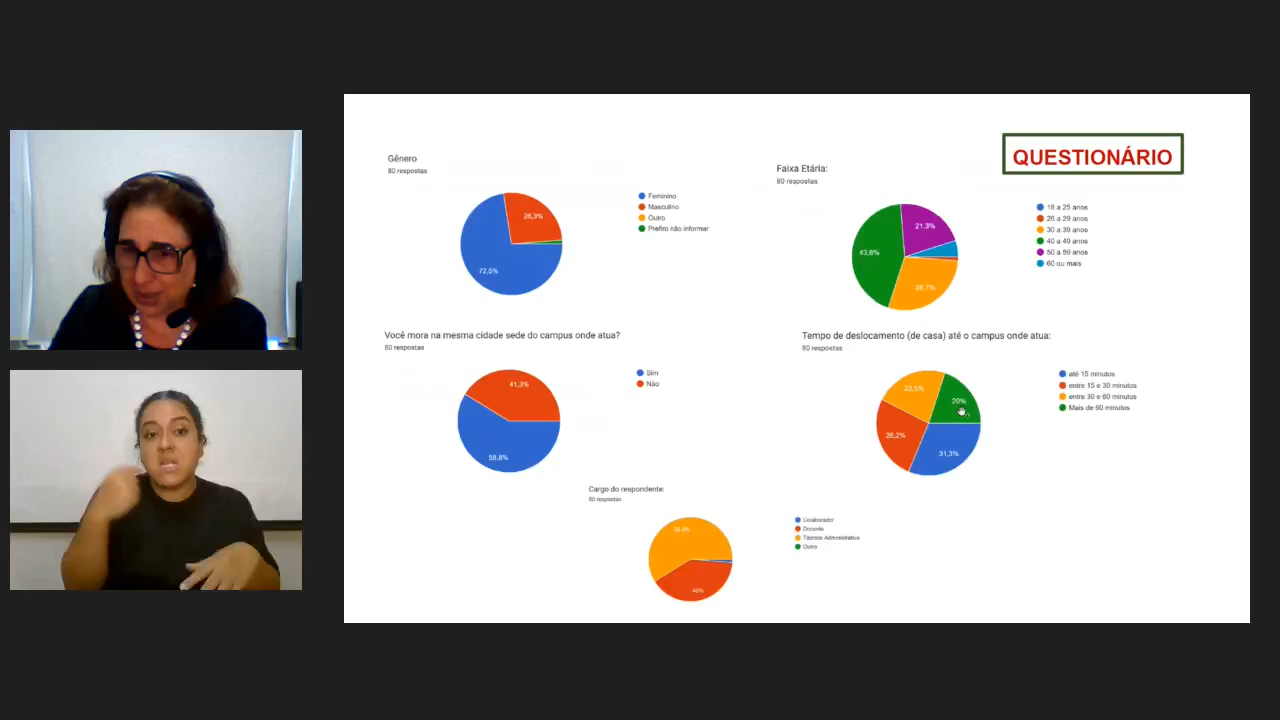 QUESTIONÁRIO
Gênero
80 respostas
26,3%
72,5%
Feminino
Masculino
Outro
Prefiro não informar
Faixa Etária:
80 respostas
21,3%
43,8%
28,7%
18 a 25 anos
26 a 29 anos
30 a 39 anos
40 a 49 anos
50 a 59 anos
60 ou mais
Você mora na mesma cidade sede do campus onde atua?
80 respostas
41,3%
58,8%
Sim
Não
Tempo de deslocamento (de casa) até o campus onde atua:
80 respostas
22,5%
20%
26,2%
31,3%
até 15 minutos
entre 15 e 30 minutos
entre 30 e 60 minutos
Mais de 60 minutos
Cargo do respondente:
80 respostas
40%
Colaborador
Docente
Técnico Administrativo
Outro